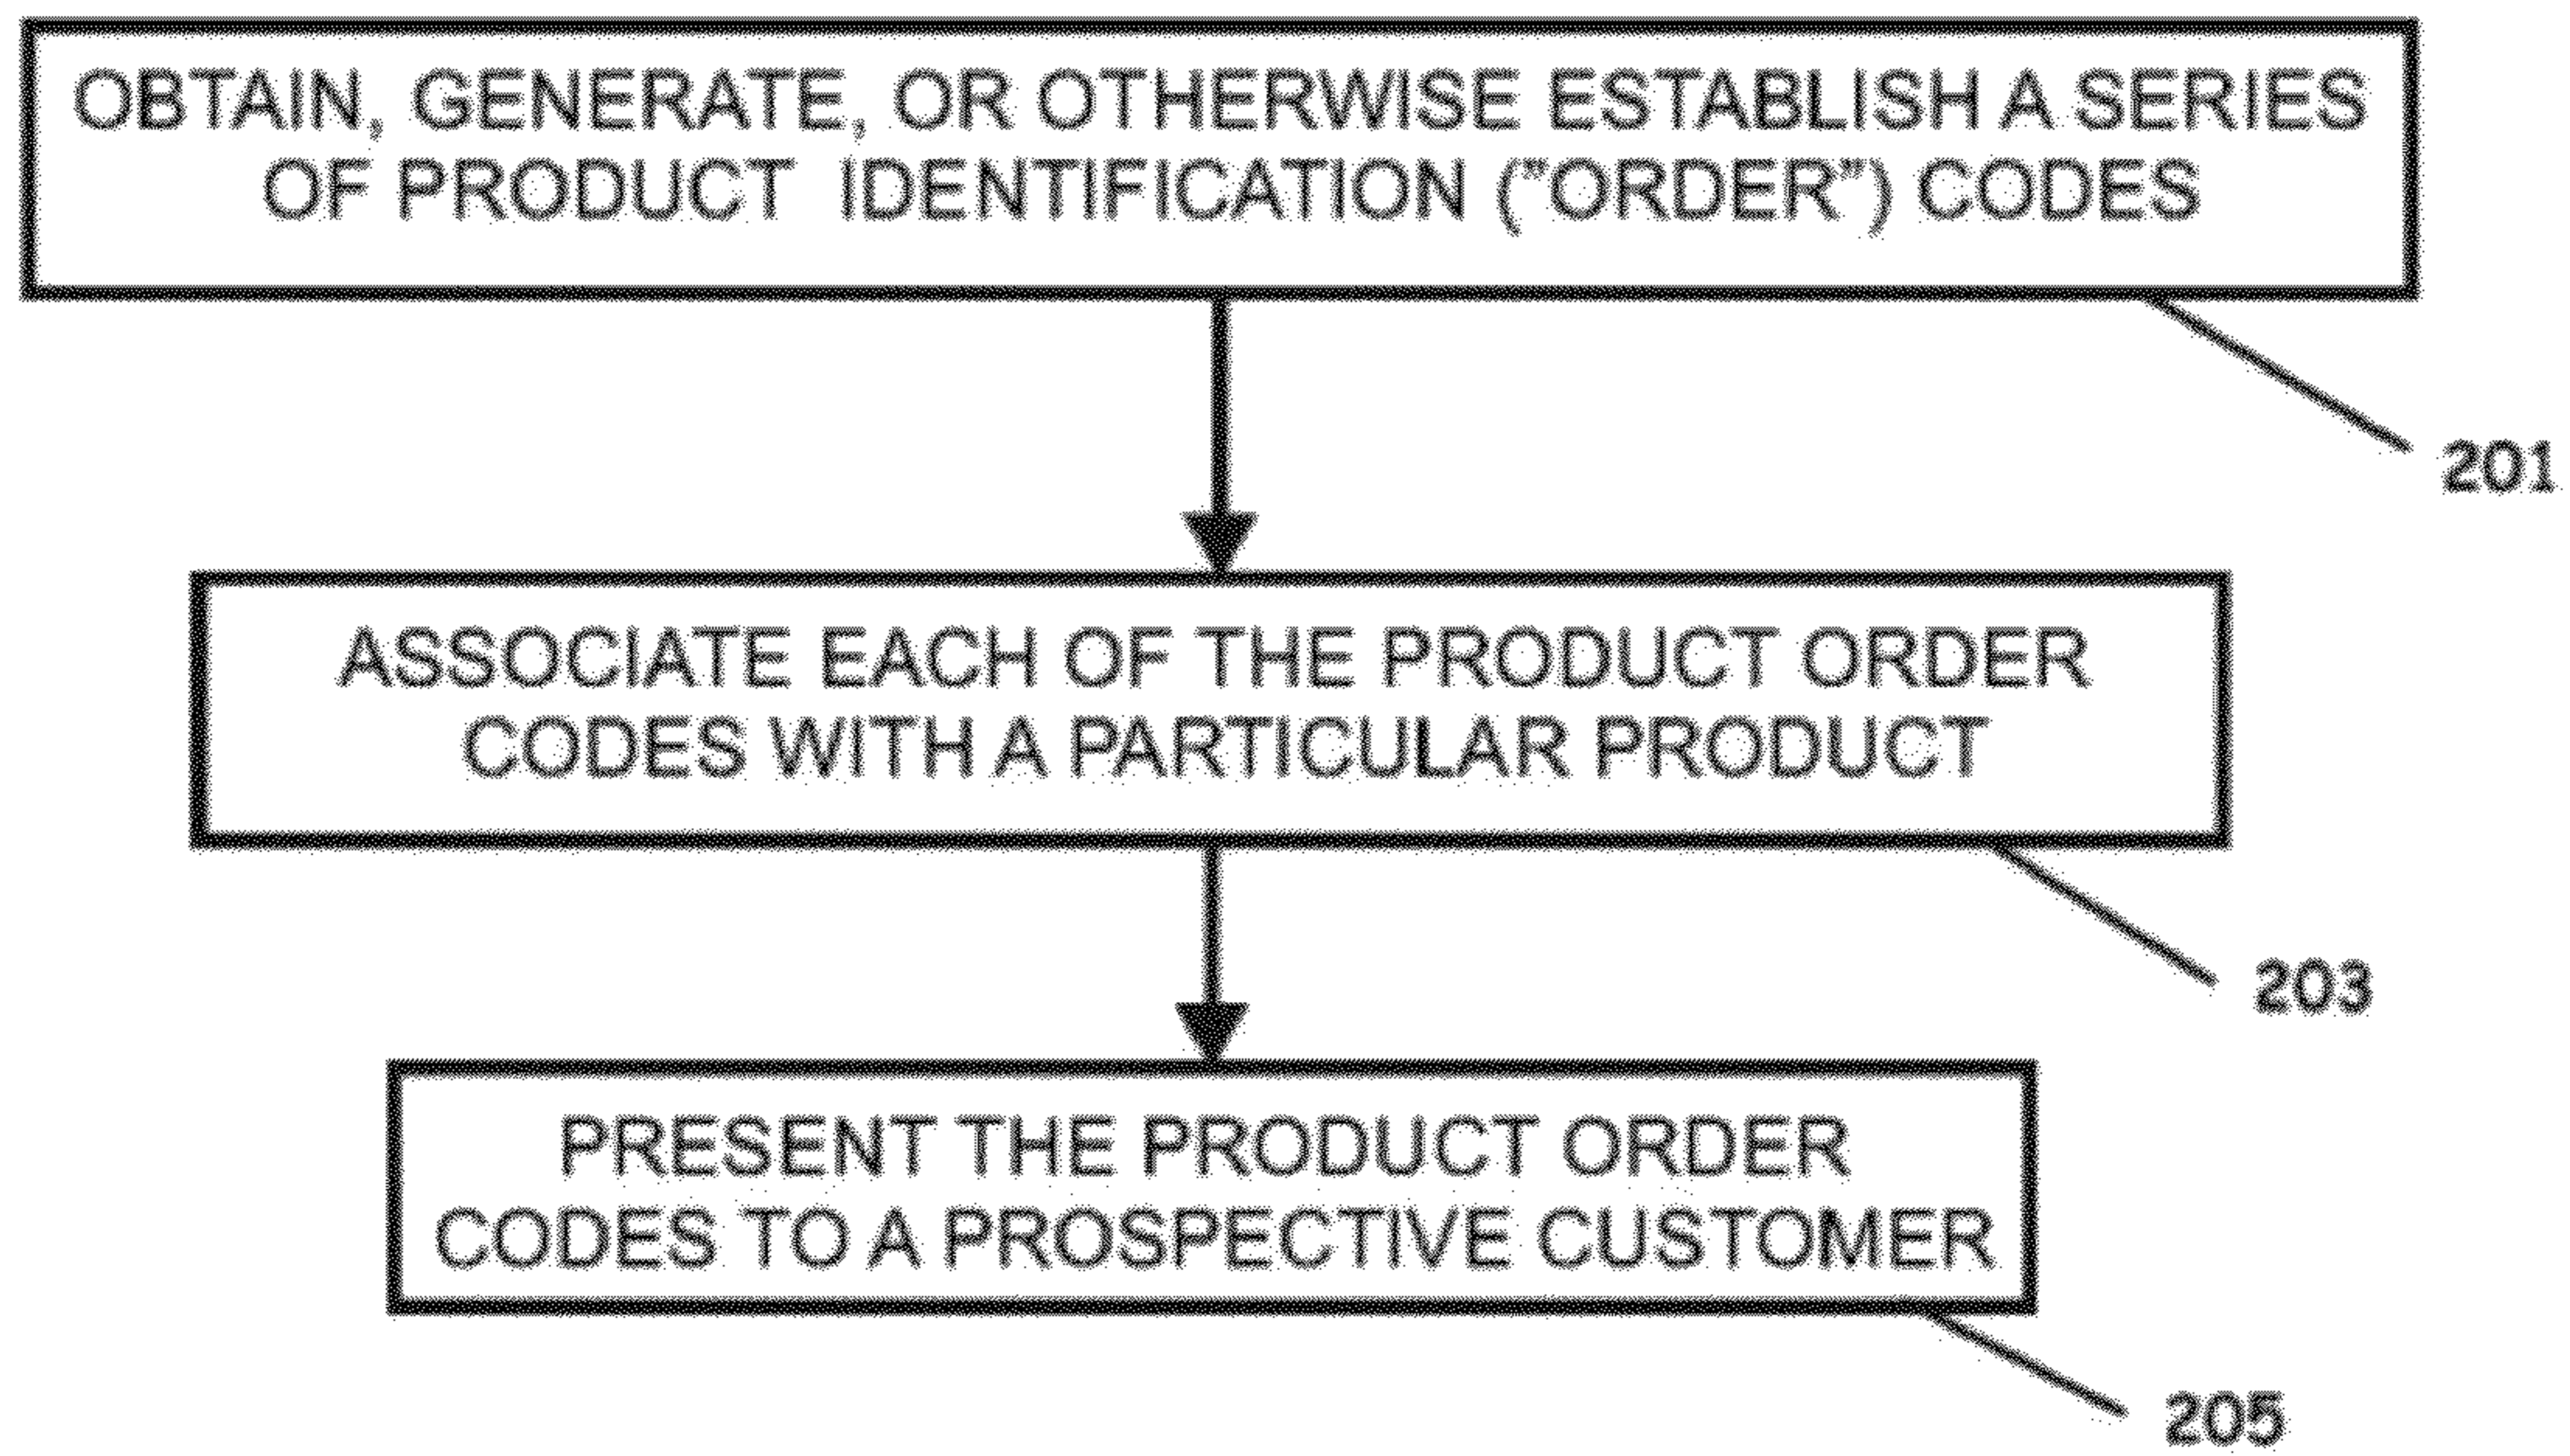 OBTAIN, GENERATE, OR OTHERWISE ESTABLISH A SERIES
OF PRODUCT IDENTIFICATION (”ORDER”) CODES
201
ASSOCIATE EACH OF THE PRODUCT ORDER
CODES WITH A PARTICULAR PRODUCT
203
PRESENT THE PRODUCT ORDER
CODES TO A PROSPECTIVE CUSTOMER
205